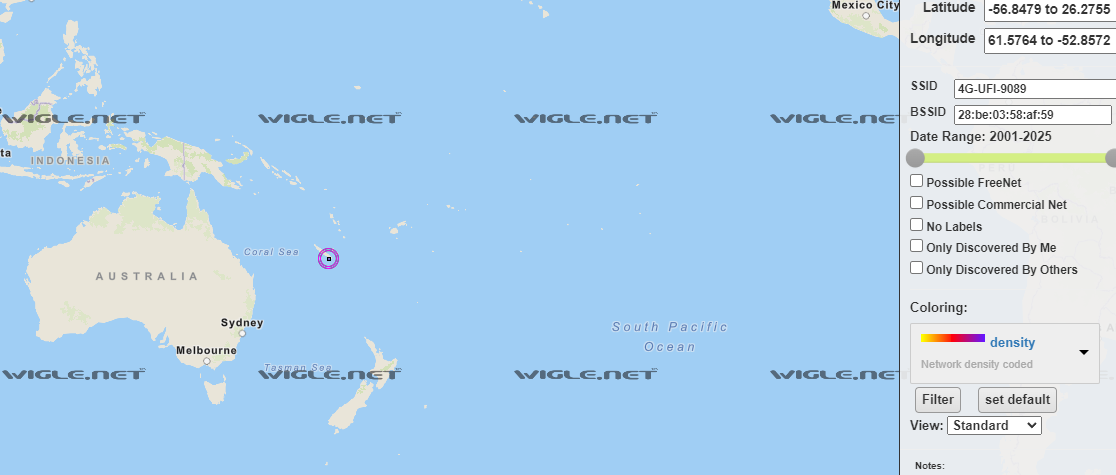 Mexico City
Latitude
-56.8479 to 26.2755
Longitude
61.5764 to -52.8572
SSID
4G-UFI-9089
BSSID
28:be:03:58:af:59
Date Range: 2001-2025
Possible FreeNet
Possible Commercial Net
No Labels
Only Discovered By Me
Only Discovered By Others
Coloring:
density
Network density coded
Filter
set default
View:
Standard
Notes:
WIGLE.NET WIGLE.NET WIGLE.NET WIGLE.NET
ta
INDONESIA
Coral Sea
AUSTRALIA
Sydney
Melbourne
Tasman Sea
South Pacific
Ocean
WIGLE.NET WIGLE.NET WIGLE.NET WIGLE.NET
BOLIVIA